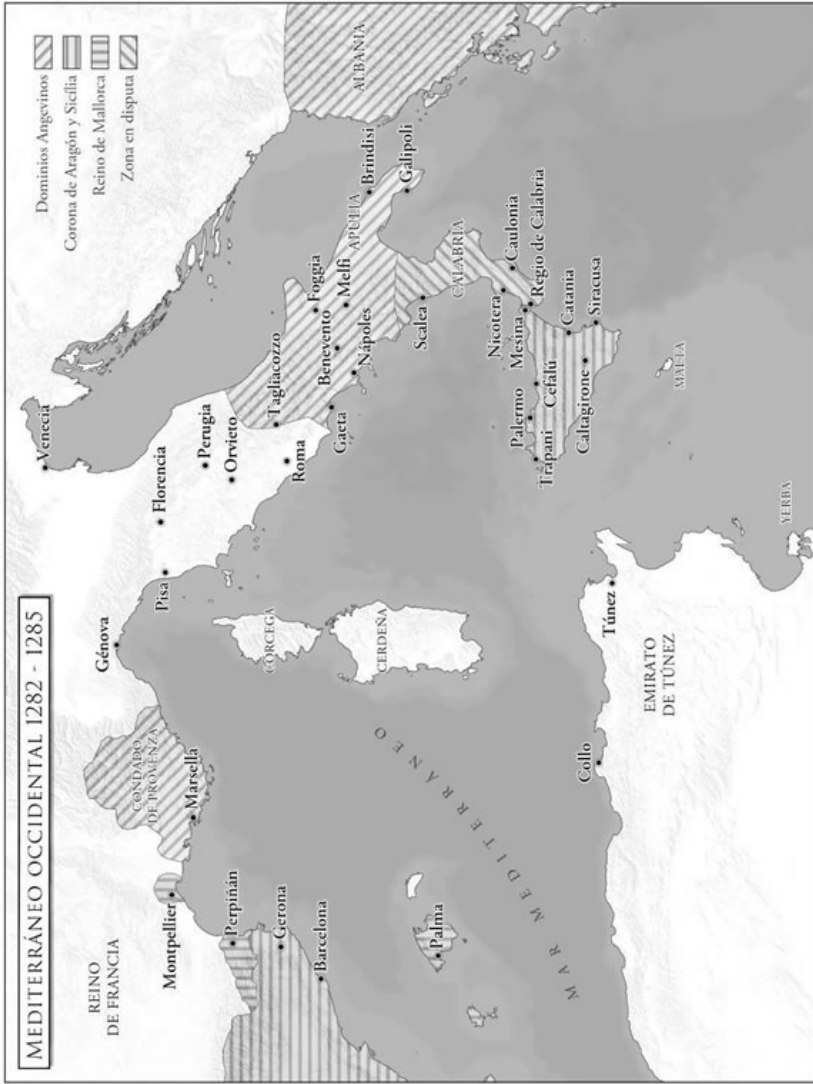 MEDITERRÁNEO OCCIDENTAL 1282 - 1285
Dominios Angevinos
Corona de Aragón y Sicília
Reino de Mallorca
Zona en disputa
REINO
DE FRANCIA
CONDADO
DE PROVENZA
Montpellier
Marsella
Perpiñán
Gerona
Barcelona
Palma
MAR MEDITERRÁNEO
Génova
Venecia
Pisa
Florencia
Perugia
Orvieto
Roma
CÓRCEGA
CERDEÑA
Tagliacozzo
Gaeta
Benevento
Nápoles
Foggia
Melfi
APULIA
Brindisi
Galipoli
ALBANIA
Scalea
CALABRIA
Nicotera
Caulonia
Mesina
Regio de Calabria
Palermo
Trapani
Cefalú
Caltagirone
Catania
Siracusa
MALTA
YERBA
Túnez
Collo
EMIRATO
DE TÚNEZ